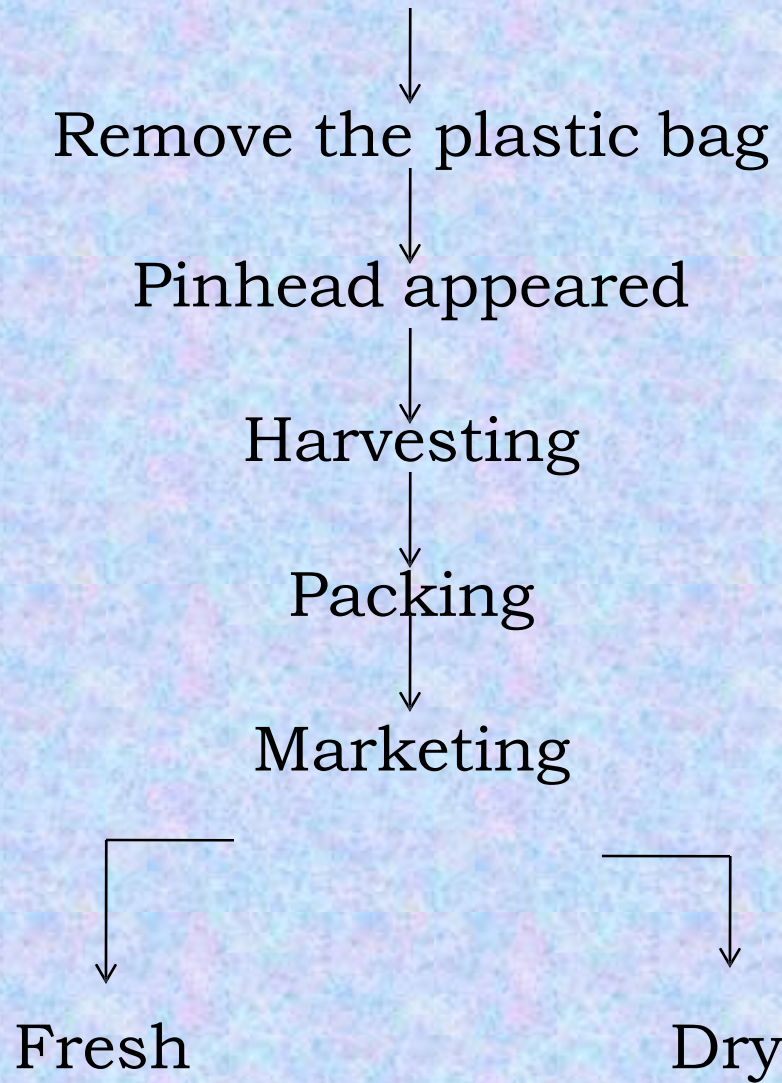 Remove the plastic bag
Pinhead appeared
Harvesting
Packing
Marketing
Fresh Dry